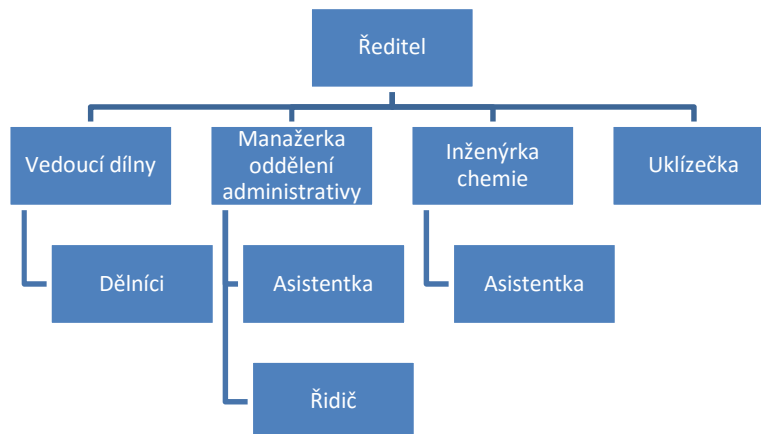 Ředitel
Vedoucí dílny
Manažerka
oddělení
administrativy
Inženýrka
chemie
Uklízečka
Dělníci
Asistentka
Asistentka
Řidič